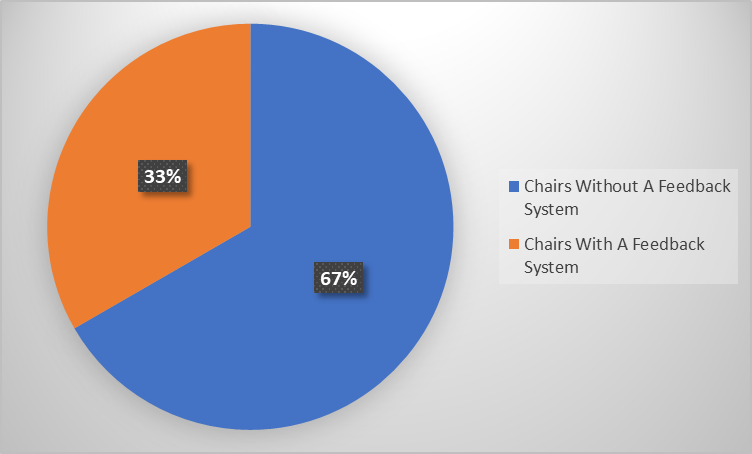 33%
67%
Chairs Without A Feedback
System
Chairs With A Feedback
System